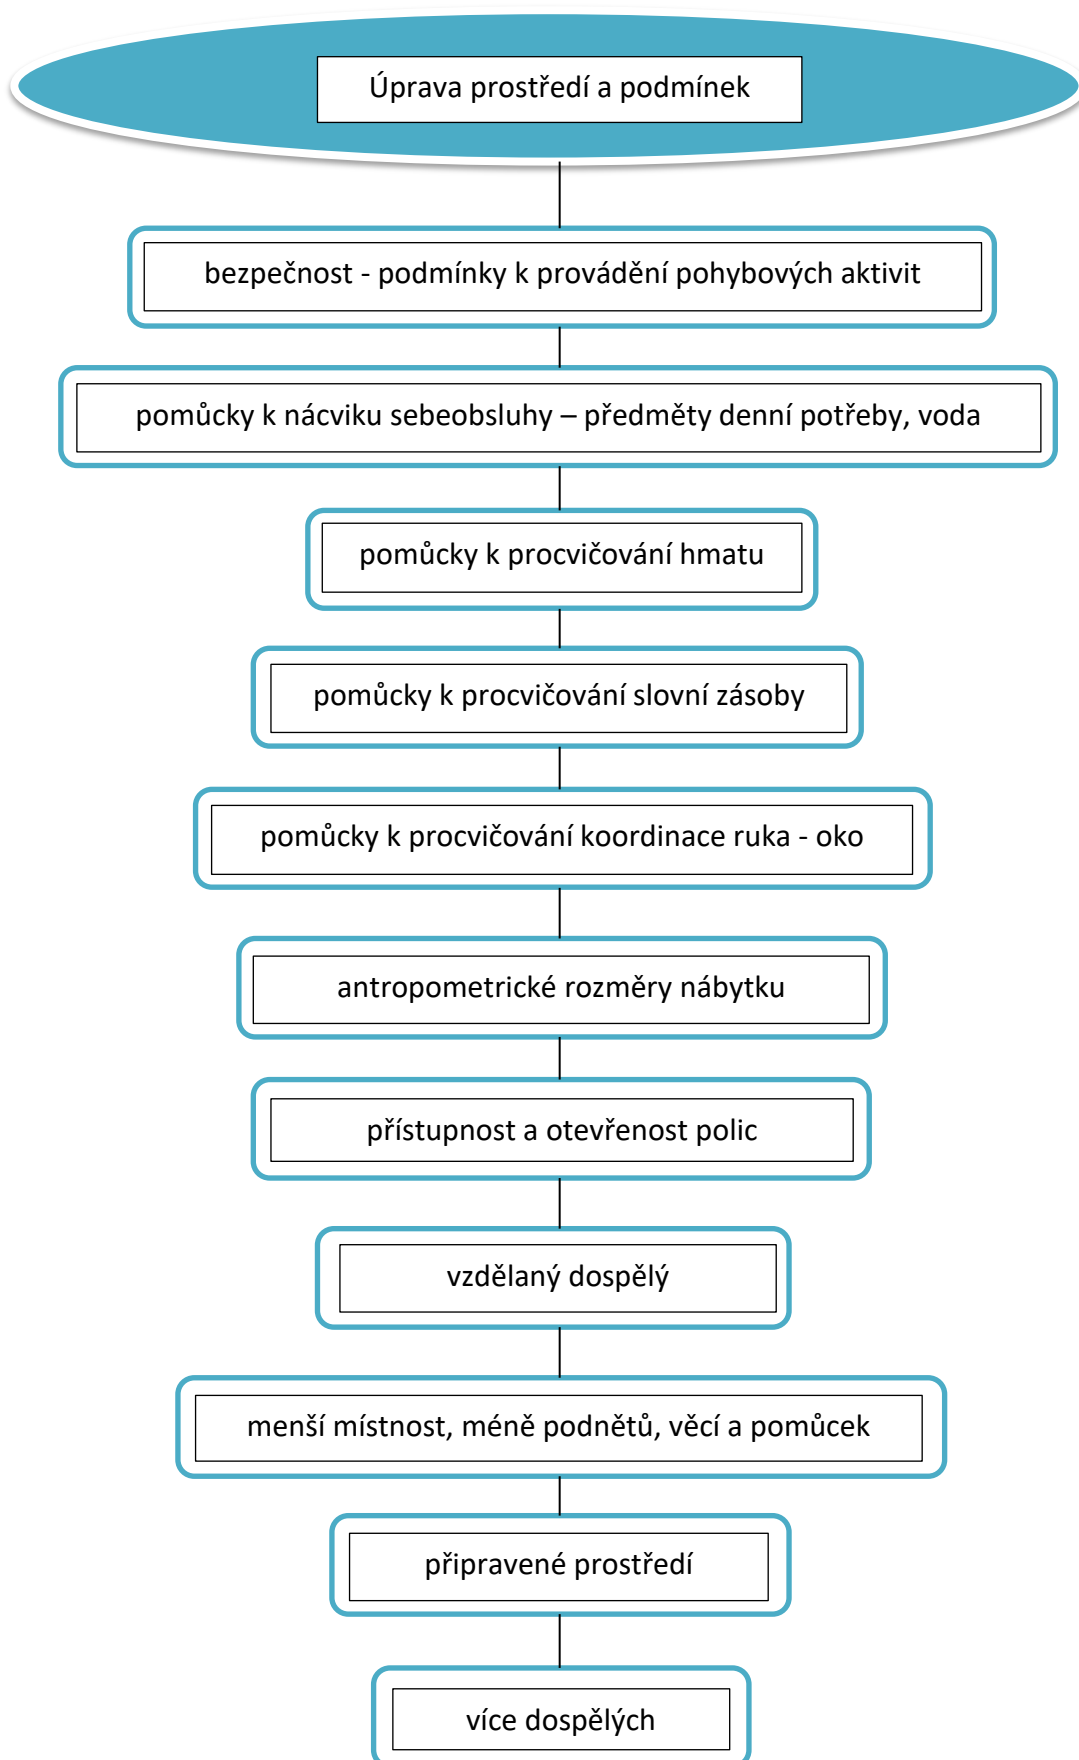 Úprava prostředí a podmínek
bezpečnost - podmínky k provádění pohybových aktivit
pomůcky k nácviku sebeobsluhy – předměty denní potřeby, voda
pomůcky k procvičování hmatu
pomůcky k procvičování slovní zásoby
pomůcky k procvičování koordinace ruka - oko
antropometrické rozměry nábytku
přístupnost a otevřenost polic
vzdělaný dospělý
menší místnost, méně podnětů, věcí a pomůcek
připravené prostředí
více dospělých